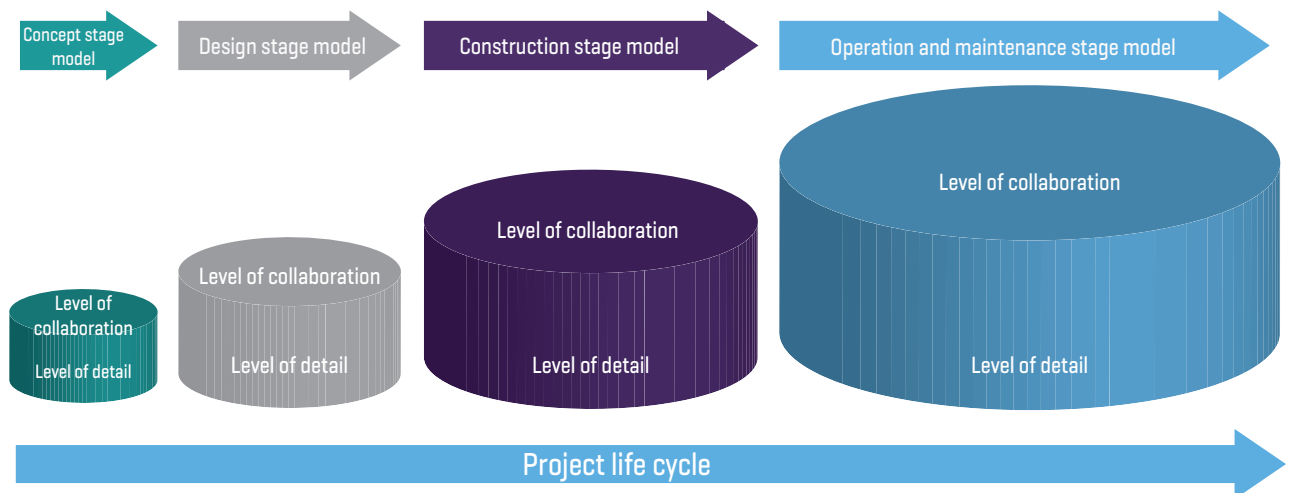 Concept stage
model
Design stage model
Construction stage model
Operation and maintenance stage model
Level of
collaboration
Level of detail
Level of collaboration
Level of detail
Level of collaboration
Level of detail
Level of collaboration
Level of detail
Project life cycle